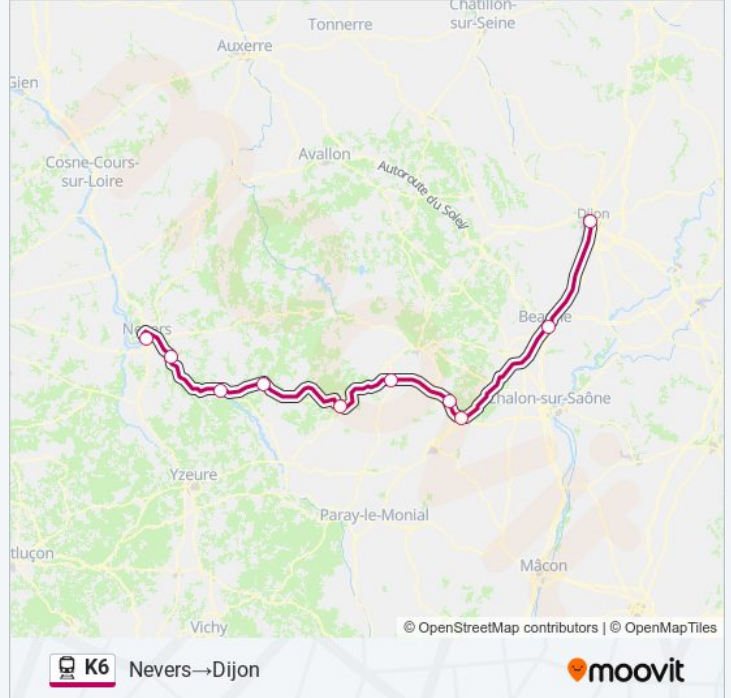 Châtillon-
sur-Seine
Tonnerre
Auxerre
Gien
Avallon
Cosne-Cours-
sur-Loire
Autoroute du Soleil
Dijon
Nevers
Beaune
Chalon-sur-Saône
Yzeure
Paray-le-Monial
tluçon
Mâcon
Vichy
© OpenStreetMap contributors | © OpenMapTiles
K6 Nevers→Dijon
moovit